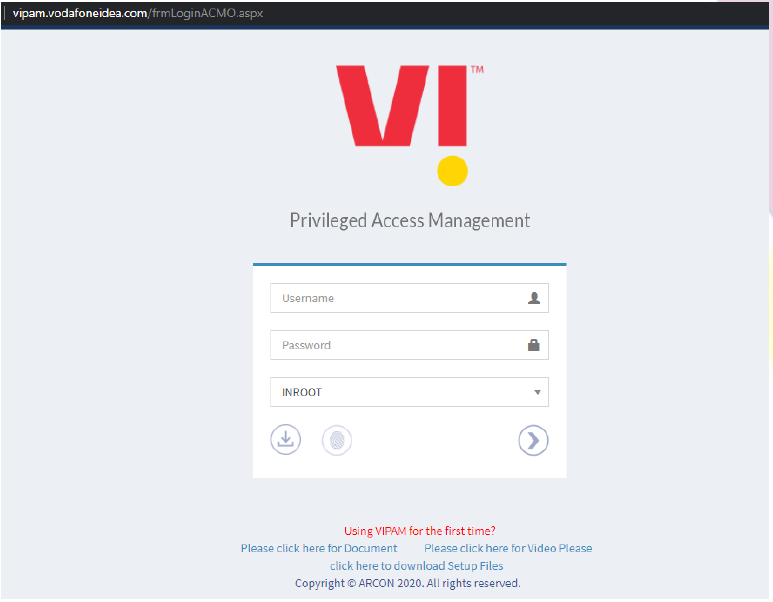 vipam.vodafoneidea.com/frmLoginACMO.aspx
VI™
Privileged Access Management
Username
Password
INROOT
Using VIPAM for the first time?
Please click here for Document Please click here for Video Please
click here to download Setup Files
Copyright © ARCON 2020. All rights reserved.